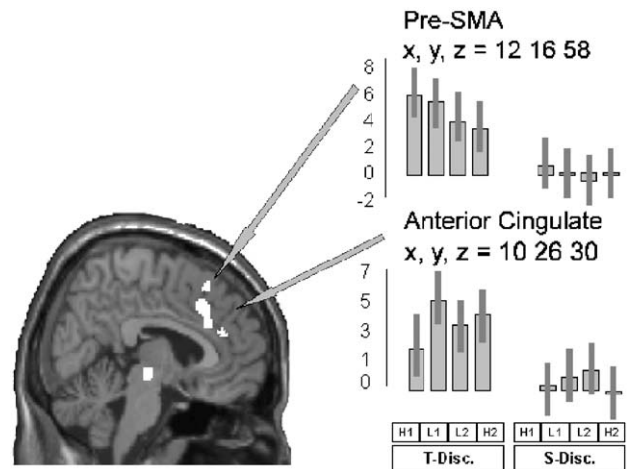 Pre-SMA
x, y, z = 12 16 58
8
6
4
2
0
-2
Anterior Cingulate
x, y, z = 10 26 30
7
5
3
1
0
H1 L1 L2 H2 H1 L1 L2 H2
T-Disc. S-Disc.